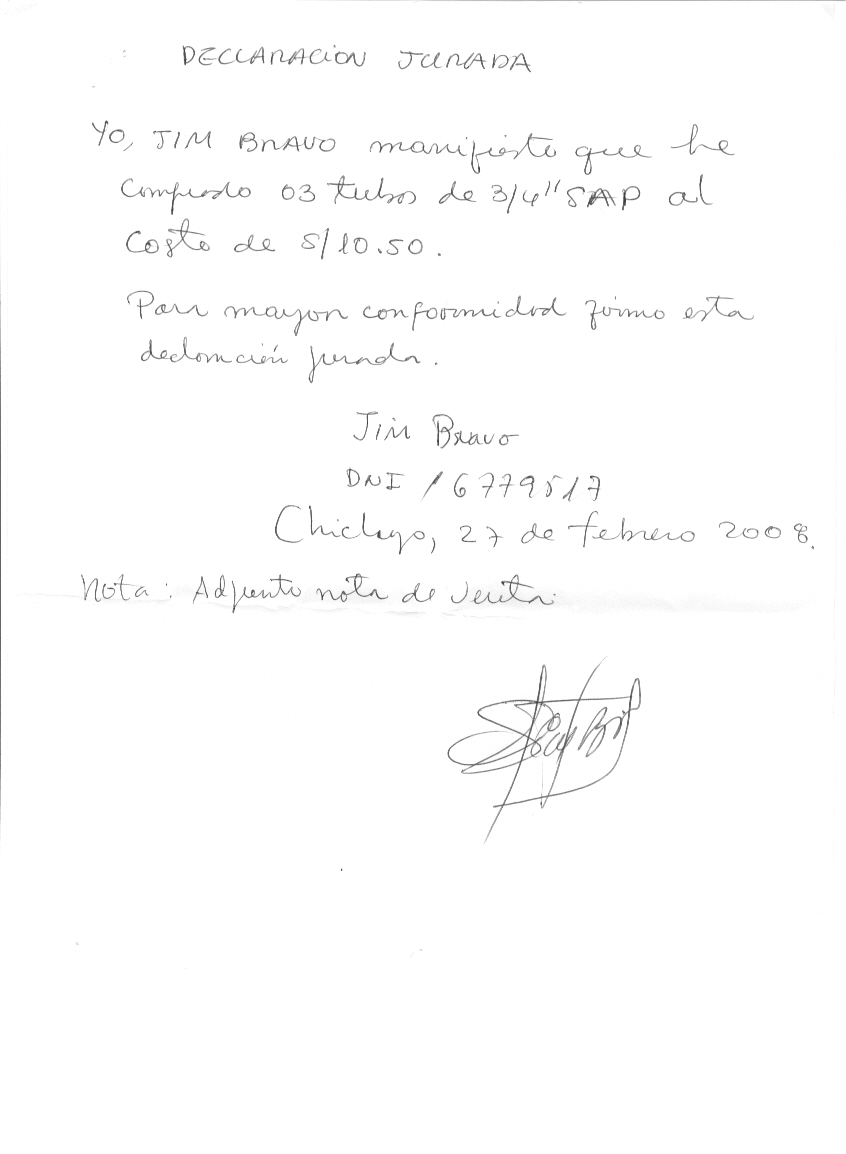 DECLARACION JURADA
Yo, JIM BRAVO manifiesto que he
comprado 03 tubos de 3/4" SAP al
costo de S/10.50.
Para mayor conformidad firmo esta
declaración jurada.
Jim Bravo
DNI 16779517
Chiclayo, 27 de febrero 2008.
Nota: Adjunto nota de venta.